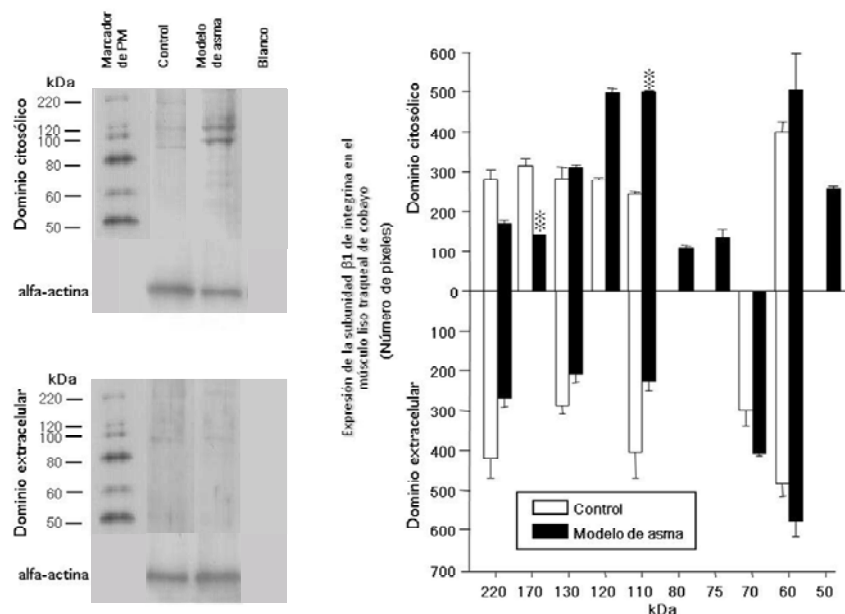 Marcador
de PM
Control
Modelo
de asma
Blanco
kDa
220
120
100
80
60
50
Dominio citosólico
alfa-actina
kDa
220
120
100
80
60
50
Dominio extracelular
alfa-actina
Expresión de la subunidad β1 de integrina en el
músculo liso traqueal de cobayo
(Número de pixeles)
Dominio citosólico
Dominio extracelular
600
500
400
300
200
100
0
100
200
300
400
500
600
700
***
***
Control
Modelo de asma
220 170 130 120 110 80 75 70 60 50
kDa